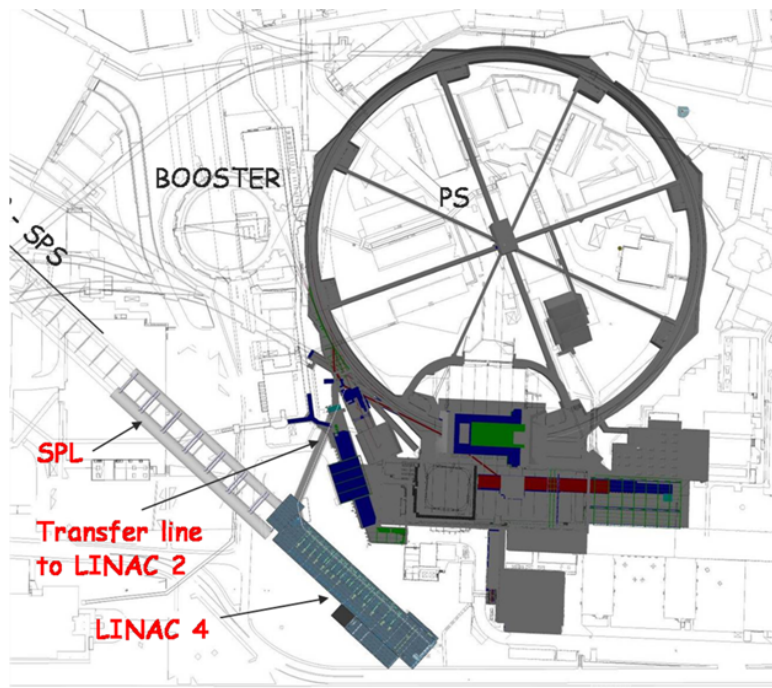 BOOSTER
PS
- SPS
SPL
Transfer line
to LINAC 2
LINAC 4